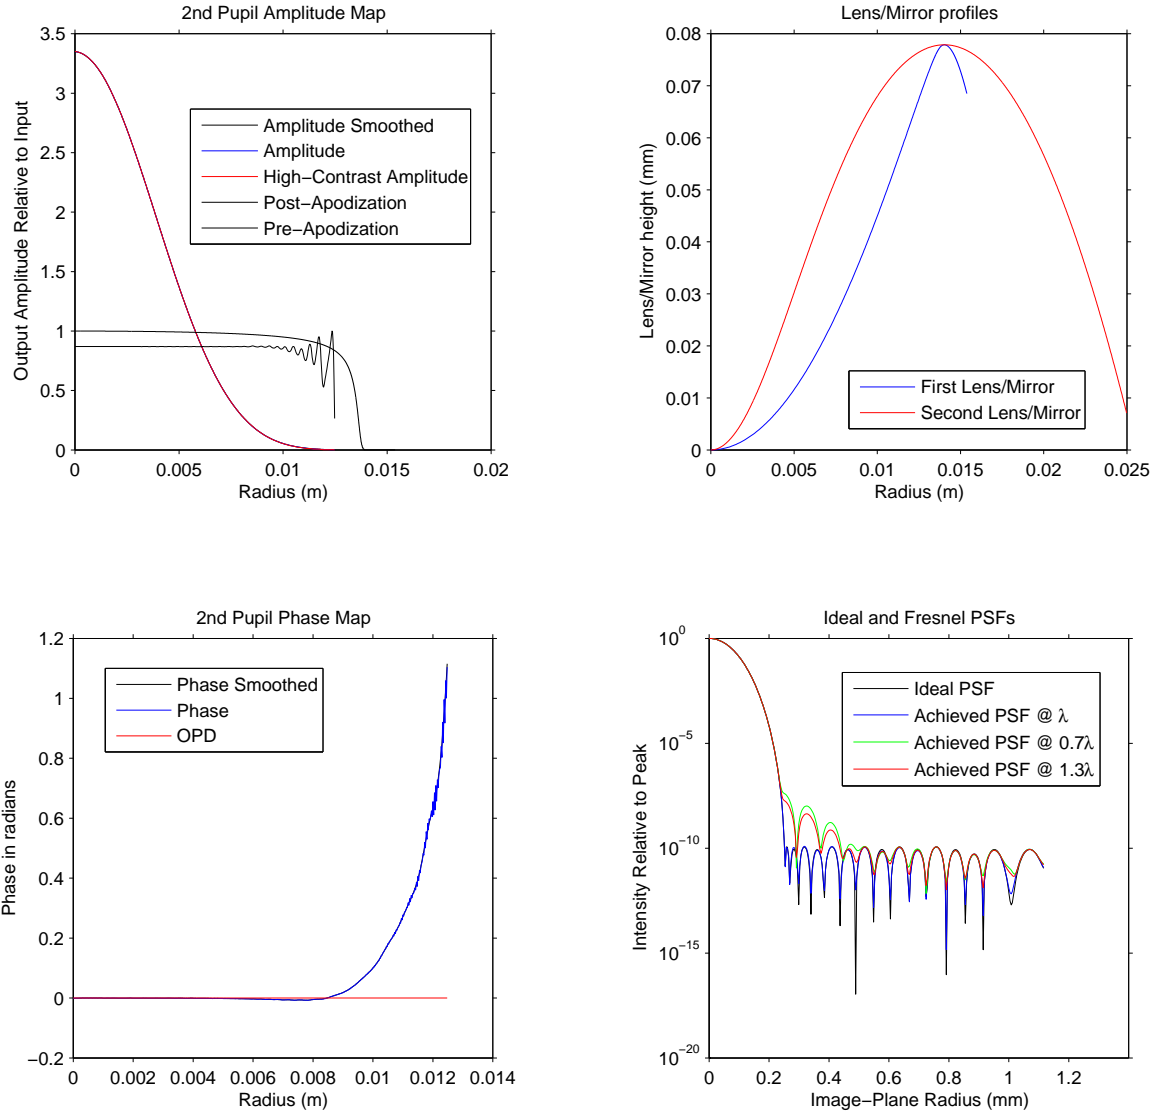 2nd Pupil Amplitude Map
Output Amplitude Relative to Input
3.5
3
2.5
2
1.5
1
0.5
0
Amplitude Smoothed
Amplitude
High−Contrast Amplitude
Post−Apodization
Pre−Apodization
0 0.005 0.01 0.015 0.02
Radius (m)
Lens/Mirror profiles
Lens/Mirror height (mm)
0.08
0.07
0.06
0.05
0.04
0.03
0.02
0.01
0
First Lens/Mirror
Second Lens/Mirror
0 0.005 0.01 0.015 0.02 0.025
Radius (m)
2nd Pupil Phase Map
Phase in radians
1.2
1
0.8
0.6
0.4
0.2
0
−0.2
Phase Smoothed
Phase
OPD
0 0.002 0.004 0.006 0.008 0.01 0.012 0.014
Radius (m)
Ideal and Fresnel PSFs
Intensity Relative to Peak
10^0
10^−5
10^−10
10^−15
10^−20
Ideal PSF
Achieved PSF @ λ
Achieved PSF @ 0.7λ
Achieved PSF @ 1.3λ
0 0.2 0.4 0.6 0.8 1 1.2
Image−Plane Radius (mm)